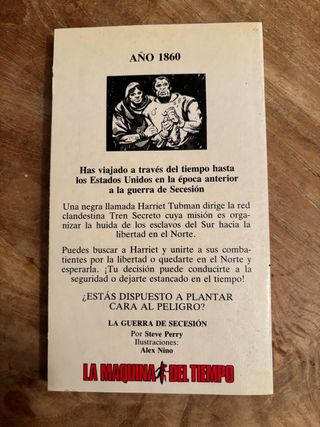 AÑO 1860
Has viajado a través del tiempo hasta
los Estados Unidos en la época anterior
a la guerra de Secesión
Una negra llamada Harriet Tubman dirige la red
clandestina Tren Secreto cuya misión es organizar
nizar la huida de los esclavos del Sur hacia la
libertad en el Norte.
Puedes buscar a Harriet y unirte a sus comba-
tientes por la libertad o quedarte en el Norte y
esperarla. ¡Tu decisión puede conducirte a la
seguridad o dejarte estancado en el tiempo!
¿ESTÁS DISPUESTO A PLANTAR
CARA AL PELIGRO?
LA GUERRA DE SECESIÓN
Por Steve Perry
Ilustraciones:
Alex Nino
LA MAQUINA DEL TIEMPO